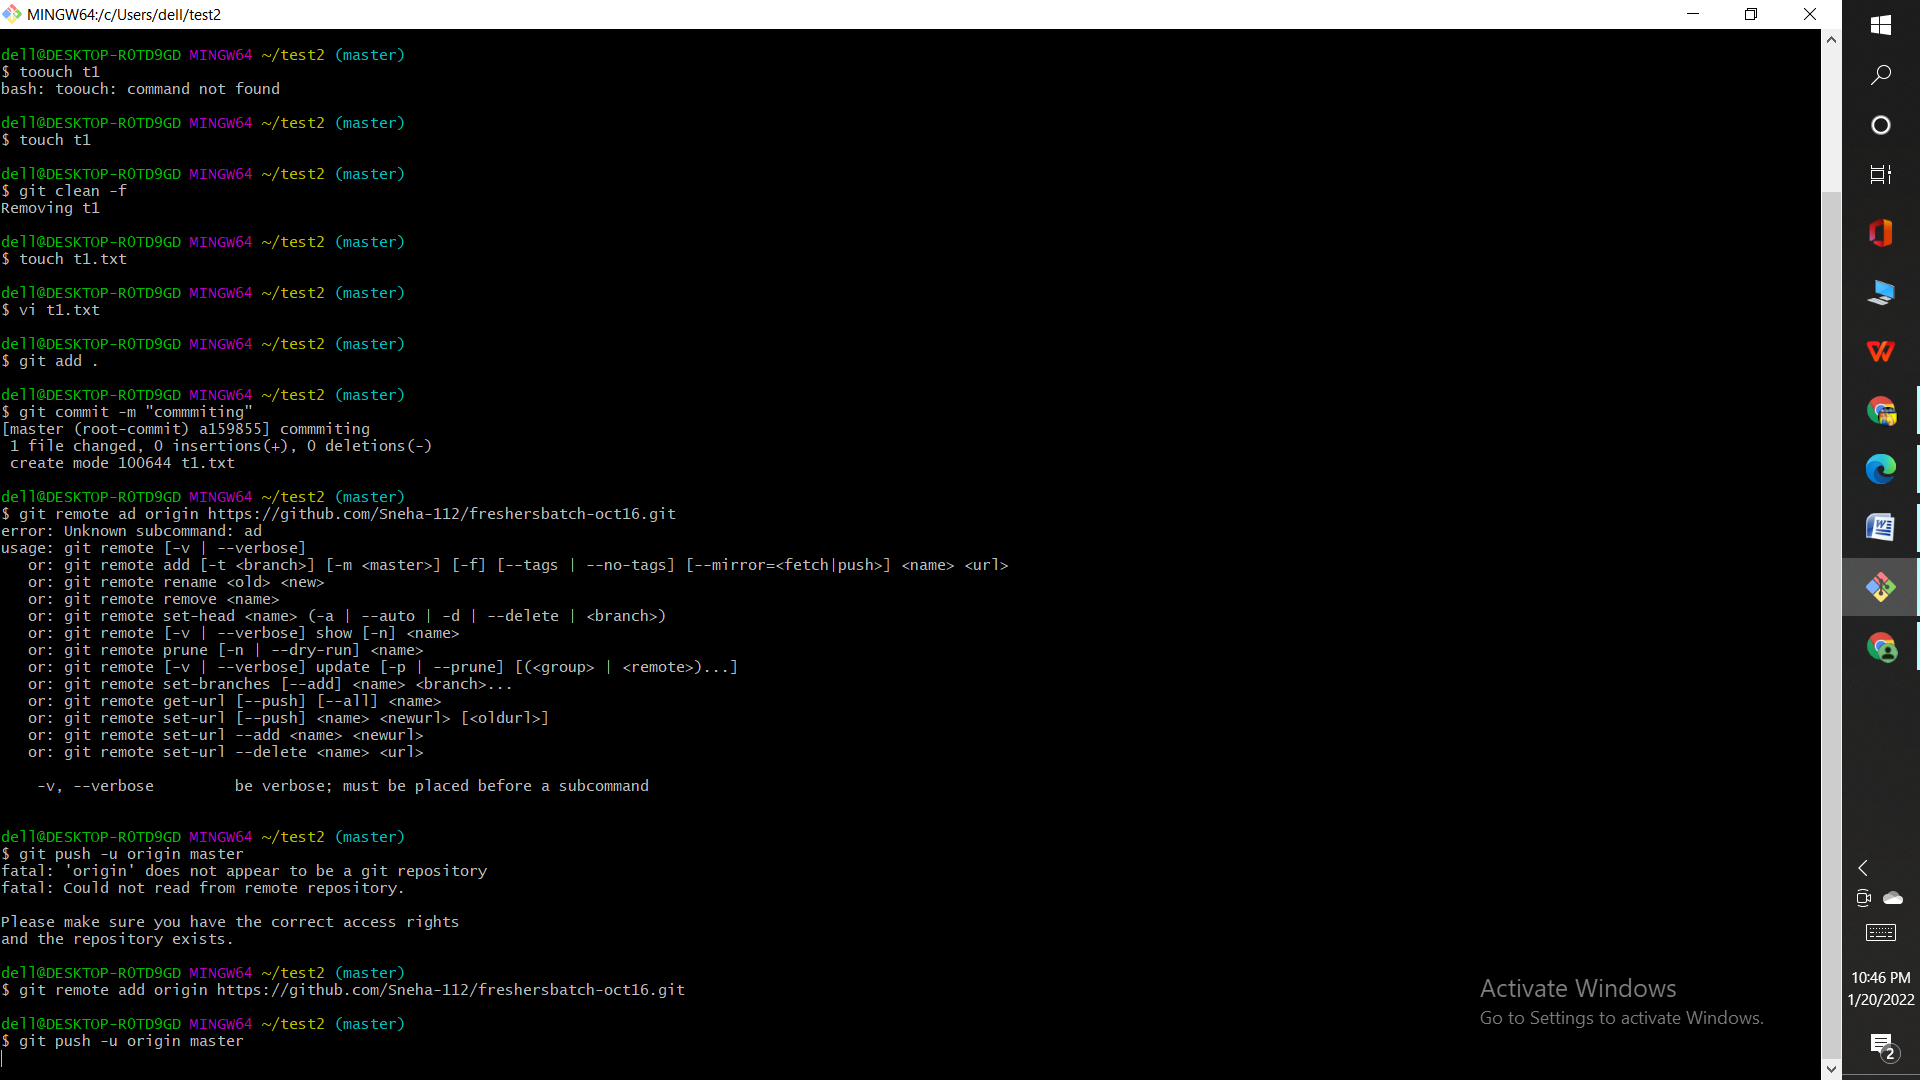 MINGW64:/c/Users/dell/test2
dell@DESKTOP-R0TD9GD MINGW64 ~/test2 (master)
$ toouch t1
bash: toouch: command not found
dell@DESKTOP-R0TD9GD MINGW64 ~/test2 (master)
$ touch t1
dell@DESKTOP-R0TD9GD MINGW64 ~/test2 (master)
$ git clean -f
Removing t1
dell@DESKTOP-R0TD9GD MINGW64 ~/test2 (master)
$ touch t1.txt
dell@DESKTOP-R0TD9GD MINGW64 ~/test2 (master)
$ vi t1.txt
dell@DESKTOP-R0TD9GD MINGW64 ~/test2 (master)
$ git add .
dell@DESKTOP-R0TD9GD MINGW64 ~/test2 (master)
$ git commit -m "commmiting"
[master (root-commit) a159855] commmiting
 1 file changed, 0 insertions(+), 0 deletions(-)
 create mode 100644 t1.txt
dell@DESKTOP-R0TD9GD MINGW64 ~/test2 (master)
$ git remote ad origin https://github.com/Sneha-112/freshersbatch-oct16.git
error: Unknown subcommand: ad
usage: git remote [-v | --verbose]
   or: git remote add [-t <branch>] [-m <master>] [-f] [--tags | --no-tags] [--mirror=<fetch|push>] <name> <url>
   or: git remote rename <old> <new>
   or: git remote remove <name>
   or: git remote set-head <name> (-a | --auto | -d | --delete | <branch>)
   or: git remote [-v | --verbose] show [-n] <name>
   or: git remote prune [-n | --dry-run] <name>
   or: git remote [-v | --verbose] update [-p | --prune] [(<group> | <remote>)...]
   or: git remote set-branches [--add] <name> <branch>...
   or: git remote get-url [--push] [--all] <name>
   or: git remote set-url [--push] <name> <newurl> [<oldurl>]
   or: git remote set-url --add <name> <newurl>
   or: git remote set-url --delete <name> <url>
    -v, --verbose         be verbose; must be placed before a subcommand
dell@DESKTOP-R0TD9GD MINGW64 ~/test2 (master)
$ git push -u origin master
fatal: 'origin' does not appear to be a git repository
fatal: Could not read from remote repository.
Please make sure you have the correct access rights
and the repository exists.
dell@DESKTOP-R0TD9GD MINGW64 ~/test2 (master)
$ git remote add origin https://github.com/Sneha-112/freshersbatch-oct16.git
dell@DESKTOP-R0TD9GD MINGW64 ~/test2 (master)
$ git push -u origin master
Activate Windows
Go to Settings to activate Windows.
10:46 PM
1/20/2022
2